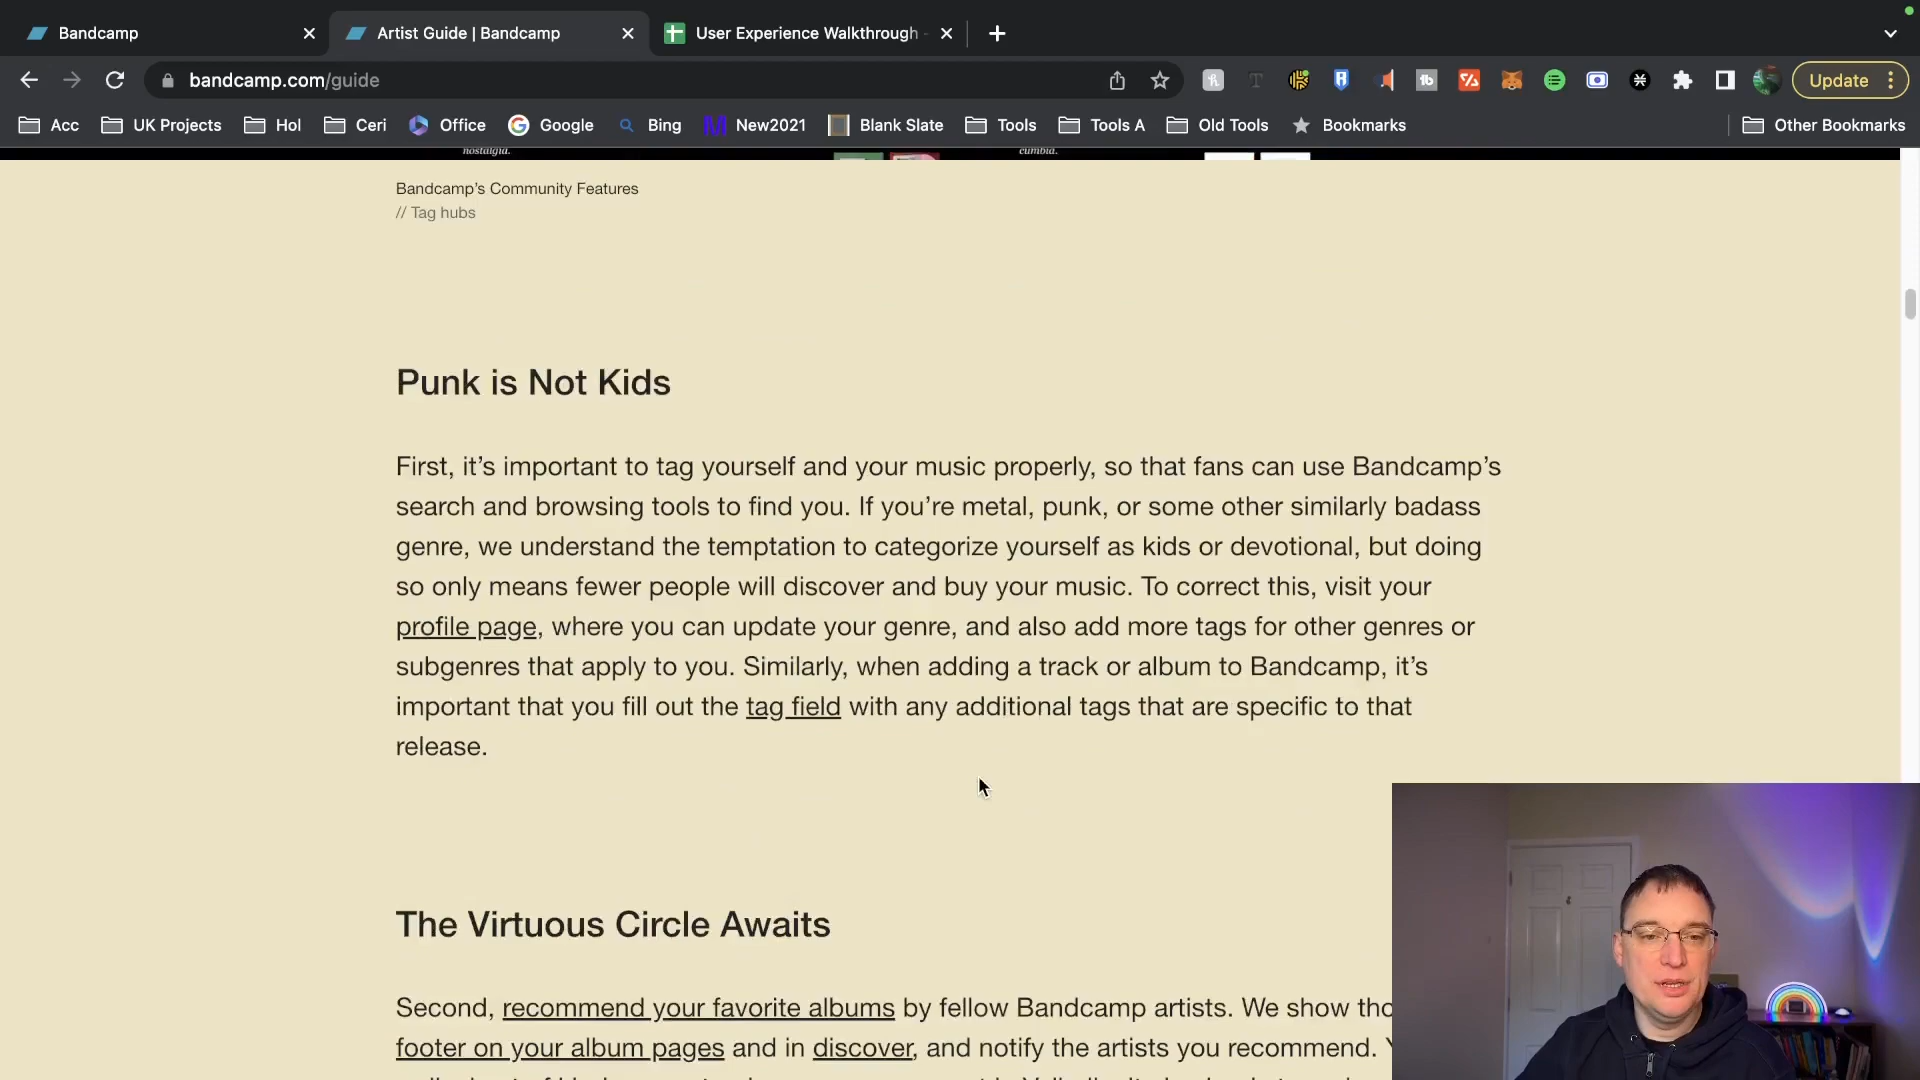 Bandcamp
Artist Guide | Bandcamp
User Experience Walkthrough -
bandcamp.com/guide
Update
Acc
UK Projects
Hol
Ceri
Office
Google
Bing
New2021
Blank Slate
Tools
Tools A
Old Tools
Bookmarks
Other Bookmarks
nostalgia.
cumbia.
Bandcamp’s Community Features
// Tag hubs
Punk is Not Kids
First, it’s important to tag yourself and your music properly, so that fans can use Bandcamp’s
search and browsing tools to find you. If you’re metal, punk, or some other similarly badass
genre, we understand the temptation to categorize yourself as kids or devotional, but doing
so only means fewer people will discover and buy your music. To correct this, visit your
profile page, where you can update your genre, and also add more tags for other genres or
subgenres that apply to you. Similarly, when adding a track or album to Bandcamp, it’s
important that you fill out the tag field with any additional tags that are specific to that
release.
The Virtuous Circle Awaits
Second, recommend your favorite albums by fellow Bandcamp artists. We show tho
footer on your album pages and in discover, and notify the artists you recommend.